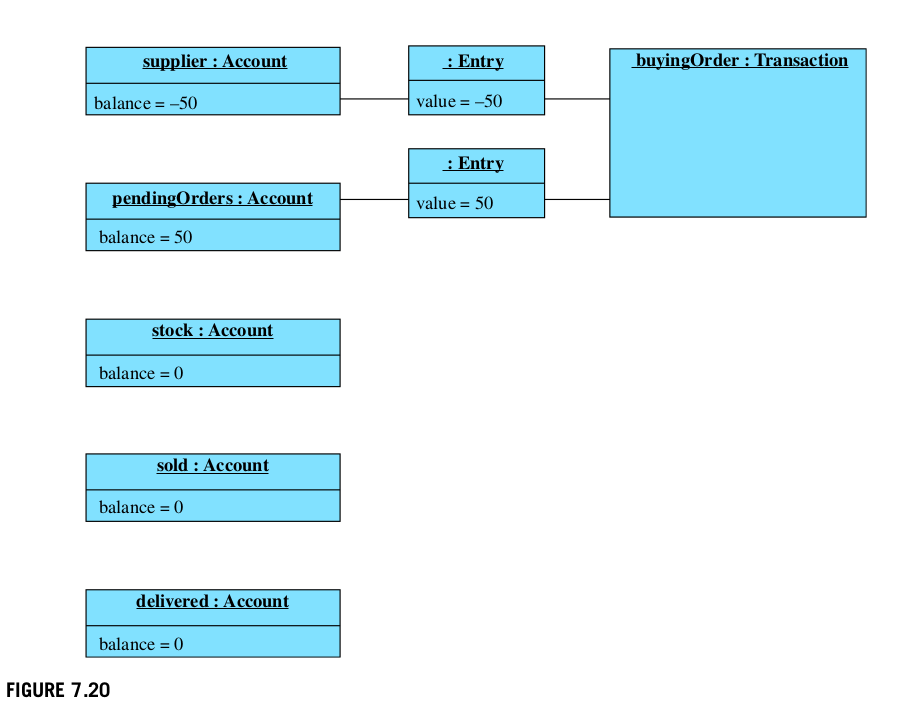 supplier : Account
balance = –50
: Entry
value = –50
buyingOrder : Transaction
: Entry
value = 50
pendingOrders : Account
balance = 50
stock : Account
balance = 0
sold : Account
balance = 0
delivered : Account
balance = 0
FIGURE 7.20